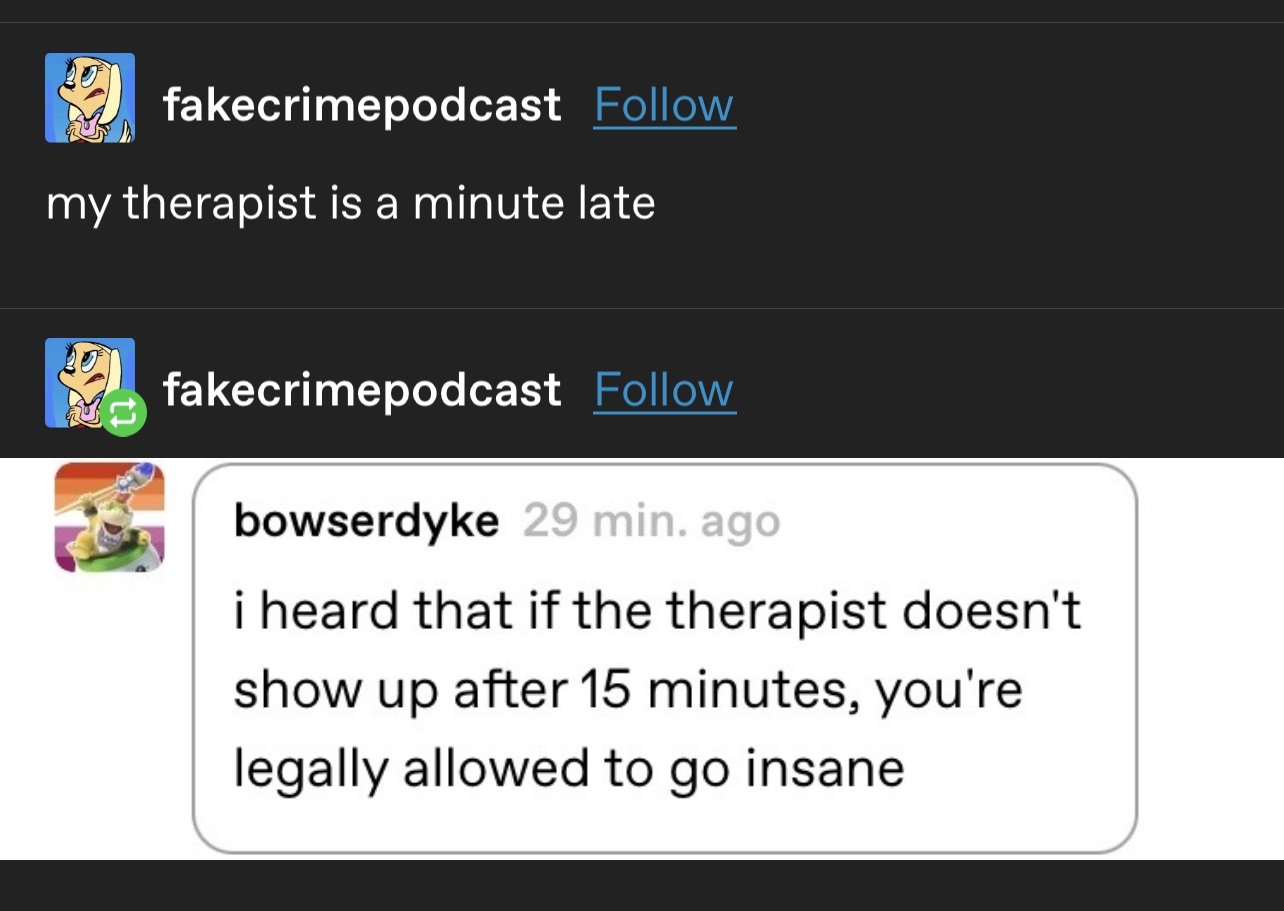 fakecrimepodcast Follow
my therapist is a minute late
fakecrimepodcast Follow
bowserdyke 29 min. ago
i heard that if the therapist doesn't
show up after 15 minutes, you're
legally allowed to go insane